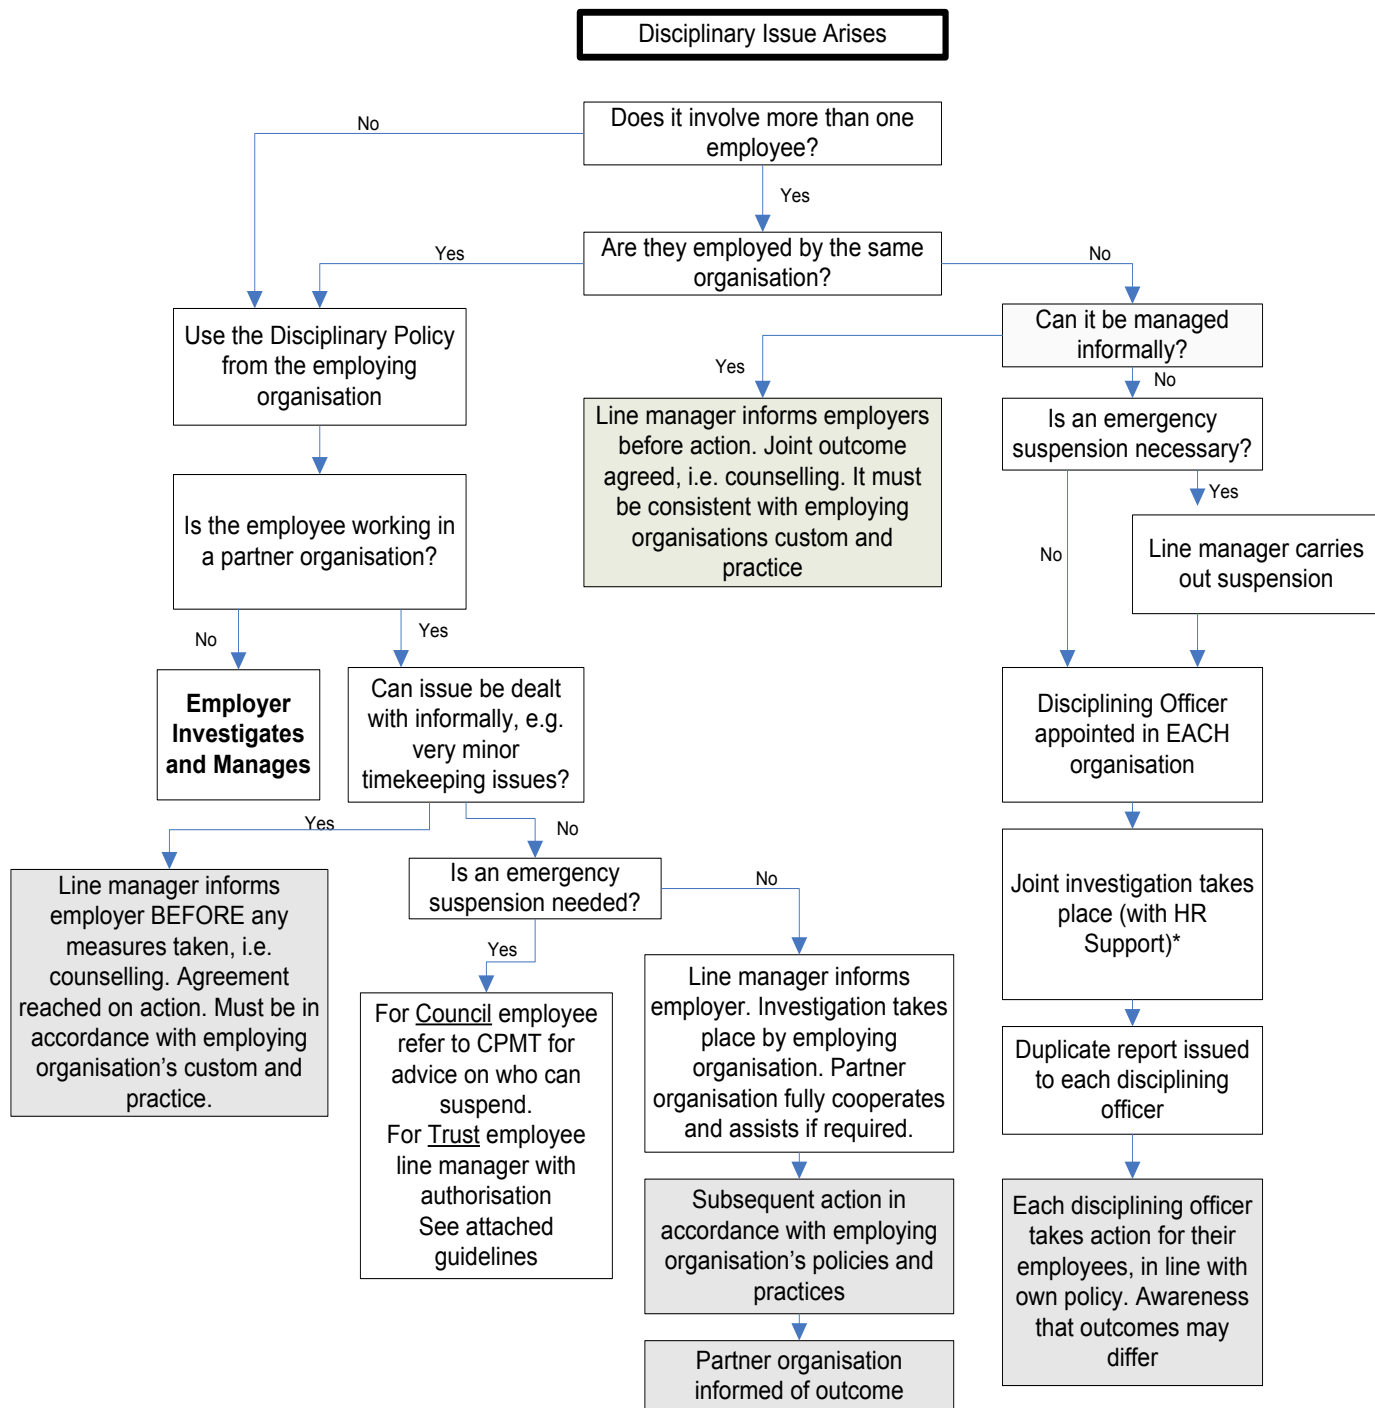 Disciplinary Issue Arises
Does it involve more than one
employee?
No
Yes
Are they employed by the same
organisation?
Yes
No
Use the Disciplinary Policy
from the employing
organisation
Can it be managed
informally?
Yes
No
Line manager informs employers
before action. Joint outcome
agreed, i.e. counselling. It must
be consistent with employing
organisations custom and
practice
Is an emergency
suspension necessary?
Yes
No
Line manager carries
out suspension
Is the employee working in
a partner organisation?
No
Yes
Employer
Investigates
and Manages
Can issue be dealt
with informally, e.g.
very minor
timekeeping issues?
Disciplining Officer
appointed in EACH
organisation
Yes
No
Line manager informs
employer BEFORE any
measures taken, i.e.
counselling. Agreement
reached on action. Must be in
accordance with employing
organisation’s custom and
practice.
Is an emergency
suspension needed?
No
Yes
Joint investigation takes
place (with HR
Support)*
For Council employee
refer to CPMT for
advice on who can
suspend.
For Trust employee
line manager with
authorisation
See attached
guidelines
Line manager informs
employer. Investigation takes
place by employing
organisation. Partner
organisation fully cooperates
and assists if required.
Duplicate report issued
to each disciplining
officer
Subsequent action in
accordance with employing
organisation’s policies and
practices
Each disciplining officer
takes action for their
employees, in line with
own policy. Awareness
that outcomes may
differ
Partner organisation
informed of outcome